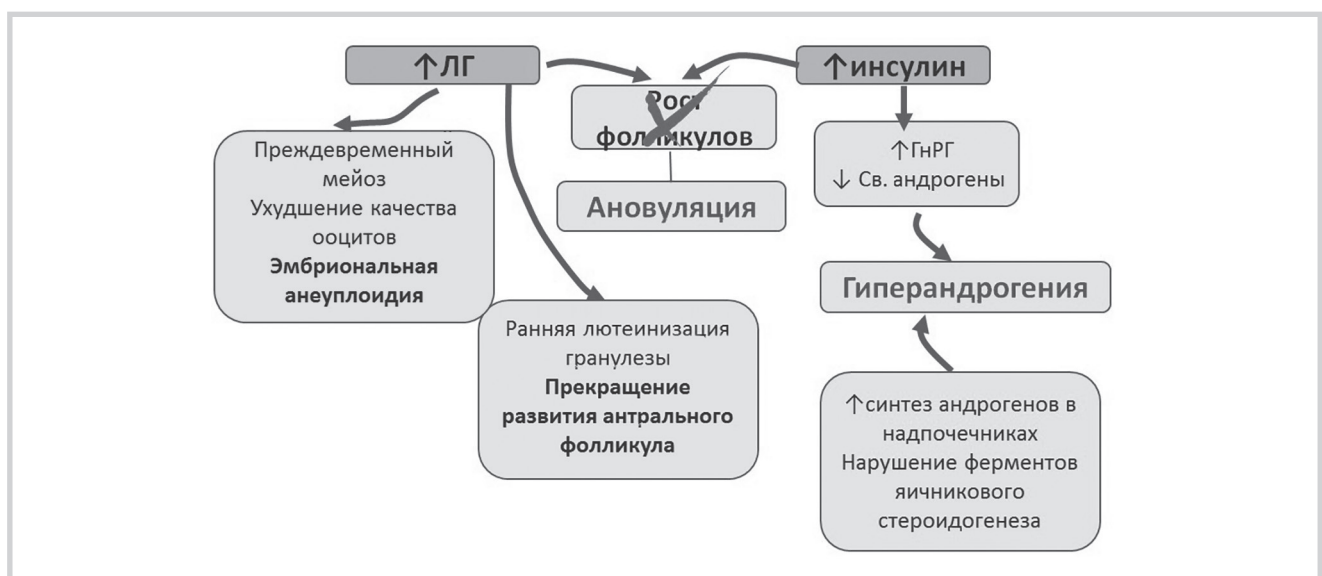 ↑ЛГ
↑инсулин
Рост
фолликулов
Ановуляция
Преждевременный
мейоз
Ухудшение качества
ооцитов
Эмбриональная
анеуплоидия
Ранняя лютеинизация
гранулезы
Прекращение
развития антрального
фолликула
↑ГнРГ
↓ Св. андрогены
Гиперандрогения
↑синтез андрогенов в
надпочечниках
Нарушение ферментов
яичникового
стероидогенеза